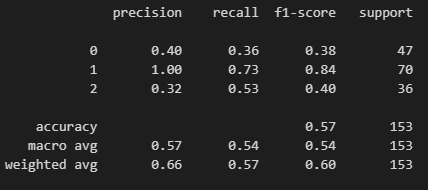 precision recall f1-score support
0 0.40 0.36 0.38 47
1 1.00 0.73 0.84 70
2 0.32 0.53 0.40 36
accuracy 0.57 153
macro avg 0.57 0.54 0.54 153
weighted avg 0.66 0.57 0.60 153